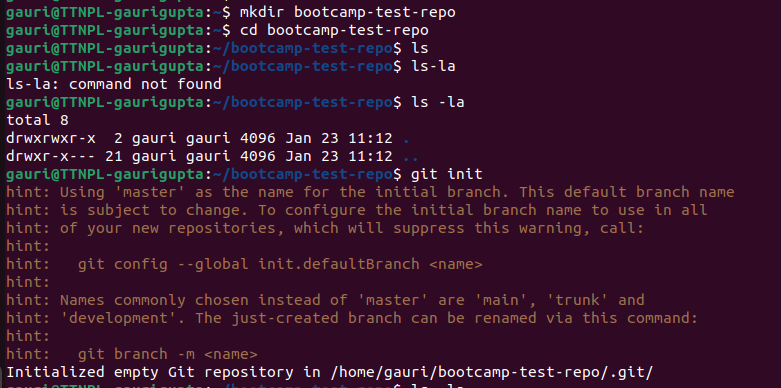 gauri@TTNPL-gaurigupta:~$ mkdir bootcamp-test-repo
gauri@TTNPL-gaurigupta:~$ cd bootcamp-test-repo
gauri@TTNPL-gaurigupta:~/bootcamp-test-repo$ ls
gauri@TTNPL-gaurigupta:~/bootcamp-test-repo$ ls-la
ls-la: command not found
gauri@TTNPL-gaurigupta:~/bootcamp-test-repo$ ls -la
total 8
drwxrwxr-x  2 gauri gauri 4096 Jan 23 11:12 .
drwxr-x--- 21 gauri gauri 4096 Jan 23 11:12 ..
gauri@TTNPL-gaurigupta:~/bootcamp-test-repo$ git init
hint: Using 'master' as the name for the initial branch. This default branch name
hint: is subject to change. To configure the initial branch name to use in all
hint: of your new repositories, which will suppress this warning, call:
hint:
hint:   git config --global init.defaultBranch <name>
hint:
hint: Names commonly chosen instead of 'master' are 'main', 'trunk' and
hint: 'development'. The just-created branch can be renamed via this command:
hint:
hint:   git branch -m <name>
Initialized empty Git repository in /home/gauri/bootcamp-test-repo/.git/
gauri@TTNPL-gaurigupta:~/bootcamp-test-repo$ ls -la